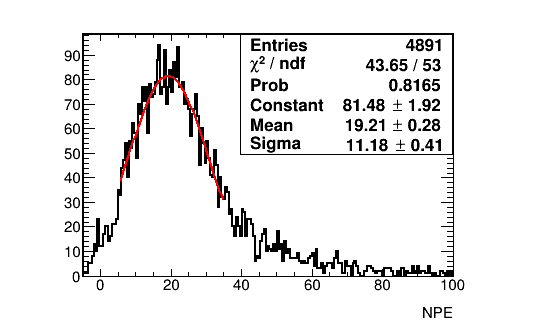 Entries 4891
χ² / ndf 43.65 / 53
Prob 0.8165
Constant 81.48 ± 1.92
Mean 19.21 ± 0.28
Sigma 11.18 ± 0.41
90
80
70
60
50
40
30
20
10
0
0 20 40 60 80 100
NPE